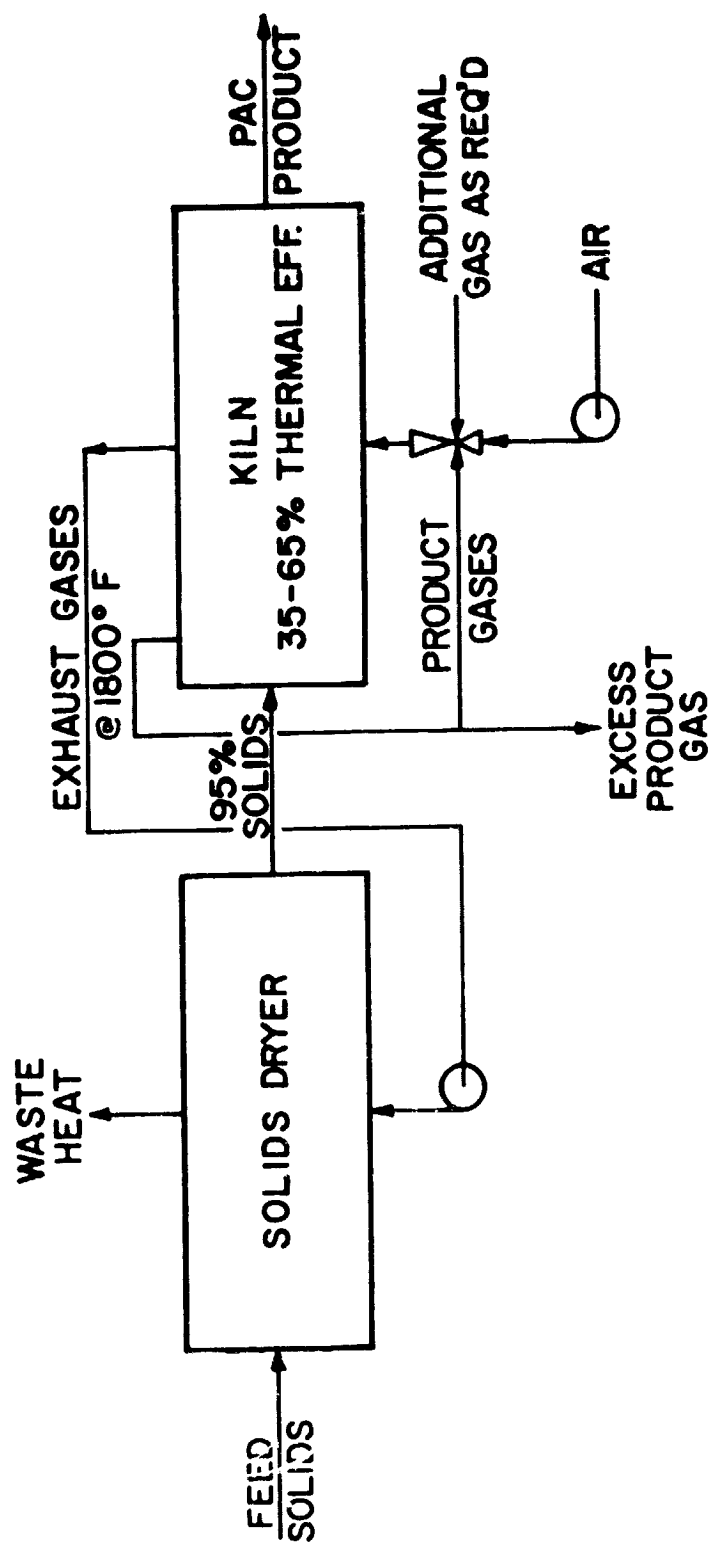 WASTE
HEAT
EXHAUST GASES
@1800° F
FEED
SOLIDS
SOLIDS DRYER
95%
SOLIDS
KILN
35-65% THERMAL EFF.
PAC
PRODUCT
PRODUCT
GASES
ADDITIONAL
GAS AS REQ'D
AIR
EXCESS
PRODUCT
GAS